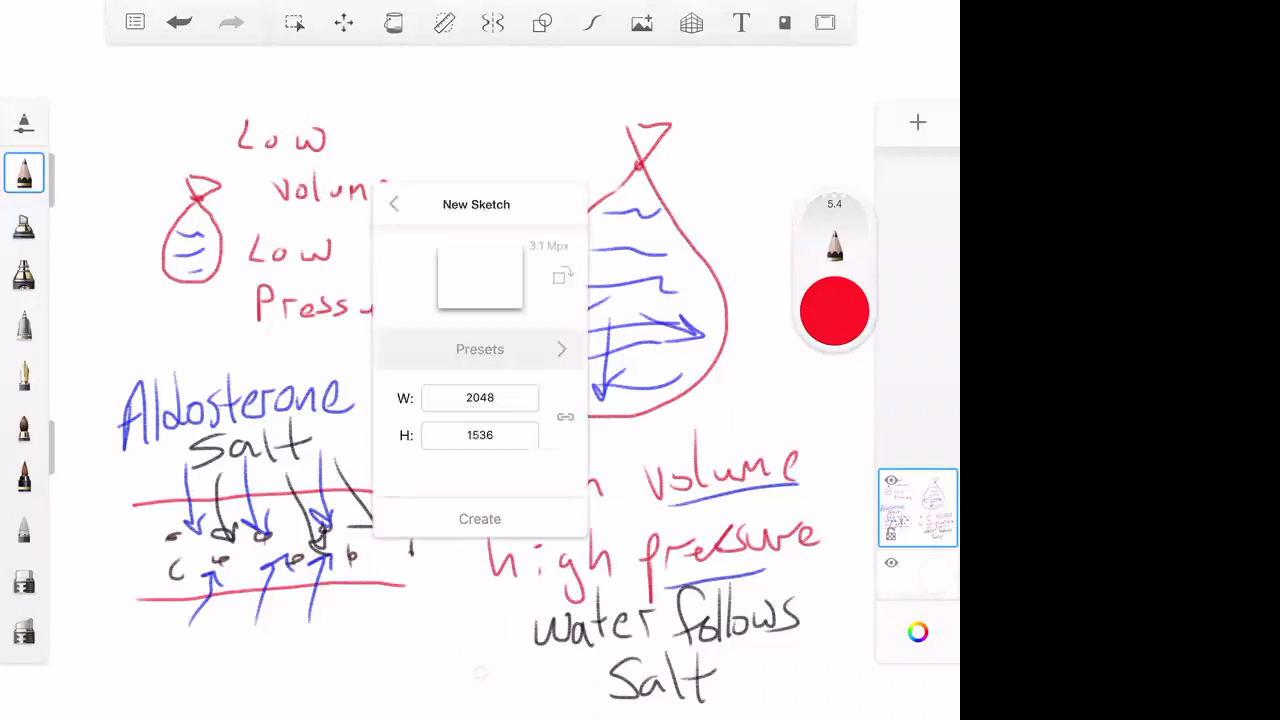 T
5.4
Low
volum
Low
Press
New Sketch
3.1 Mpx
Presets
W: 2048
H: 1536
Create
Aldosterone
Salt
volume
high pressure
water follows
Salt